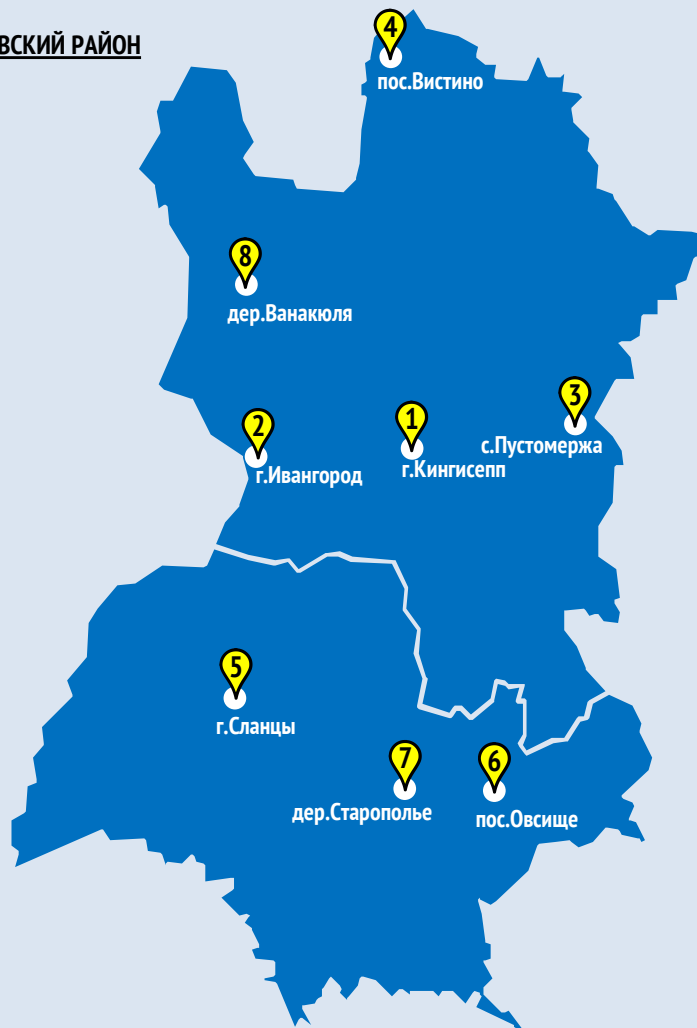 ВСКИЙ РАЙОН
4
пос.Вистино
8
дер.Ванакюля
3
с.Пустомержа
1
г.Кингисепп
2
г.Ивангород
5
г.Сланцы
7
дер.Старополье
6
пос.Овсище